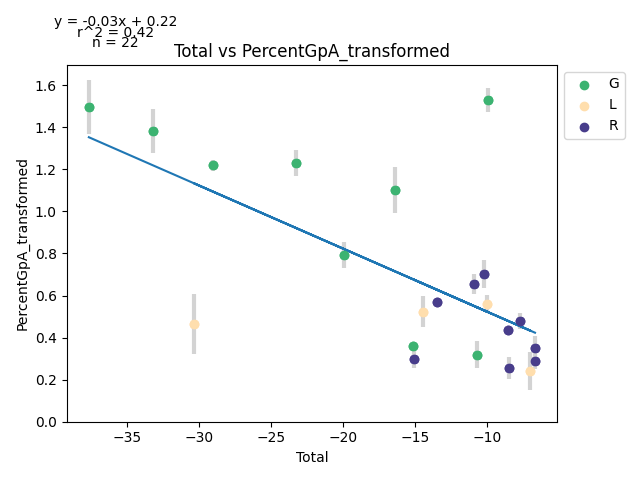 y = -0.03x + 0.22
r^2 = 0.42
n = 22
Total vs PercentGpA_transformed
1.6
1.4
1.2
1.0
0.8
0.6
0.4
0.2
0.0
PercentGpA_transformed
−35
−30
−25
−20
−15
−10
Total
G
L
R